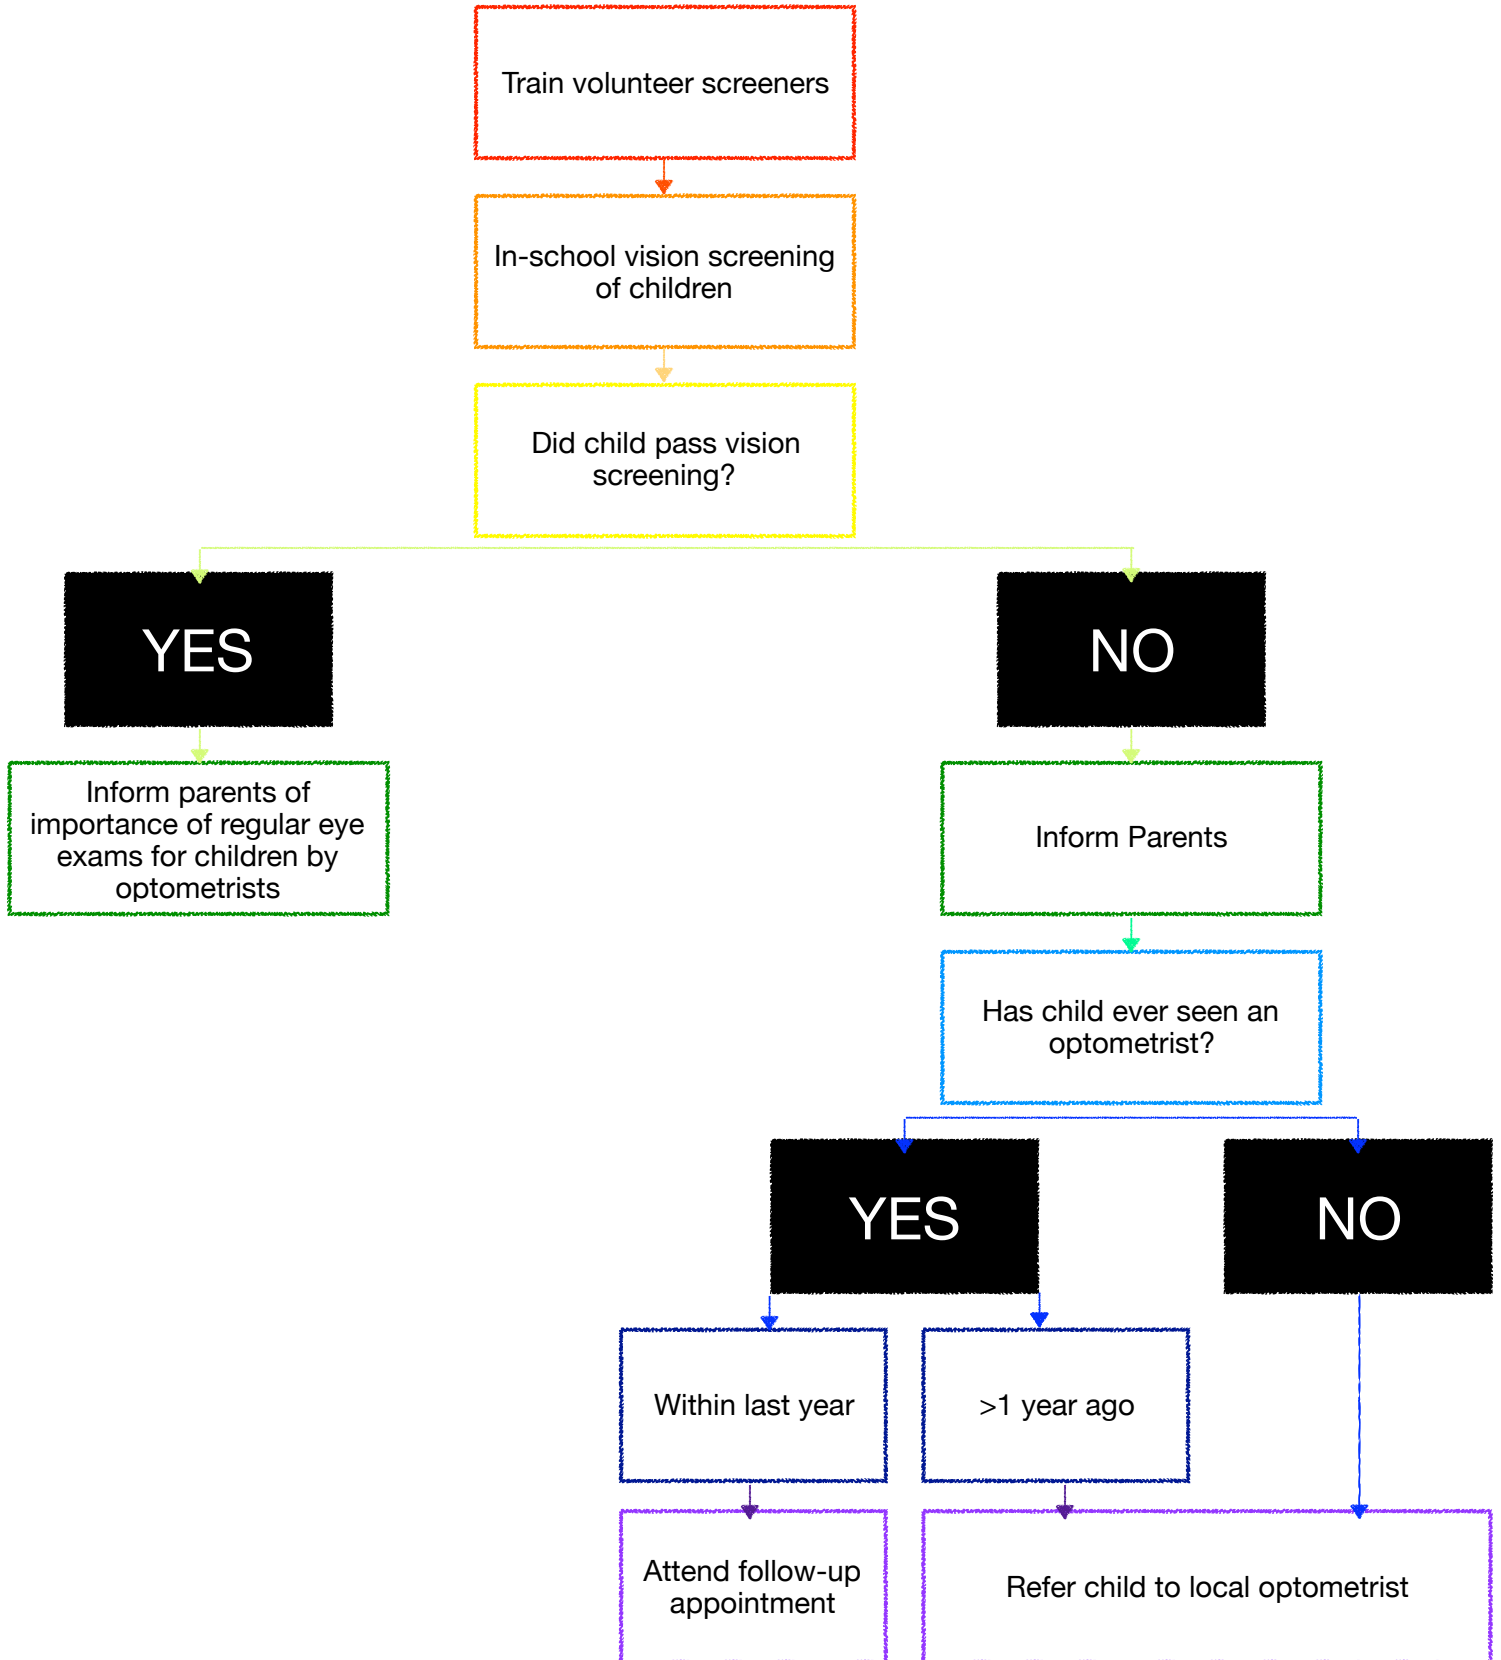 Train volunteer screeners
In-school vision screening
of children
Did child pass vision
screening?
YES
NO
Inform parents of
importance of regular eye
exams for children by
optometrists
Inform Parents
Has child ever seen an
optometrist?
YES
NO
Within last year
>1 year ago
Attend follow-up
appointment
Refer child to local optometrist